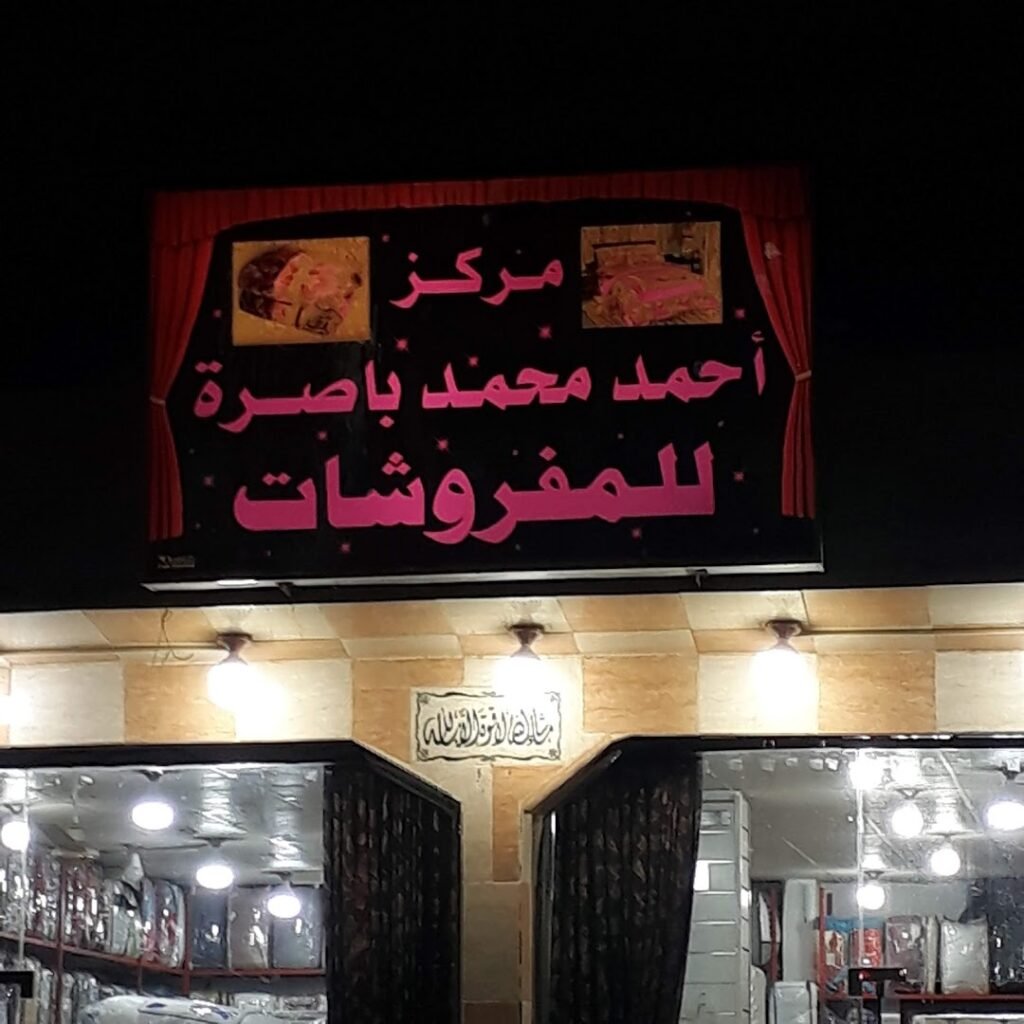 مركز
أحمد محمد باصرة
للمفروشات
ما شاء الله لا قوة إلا بالله